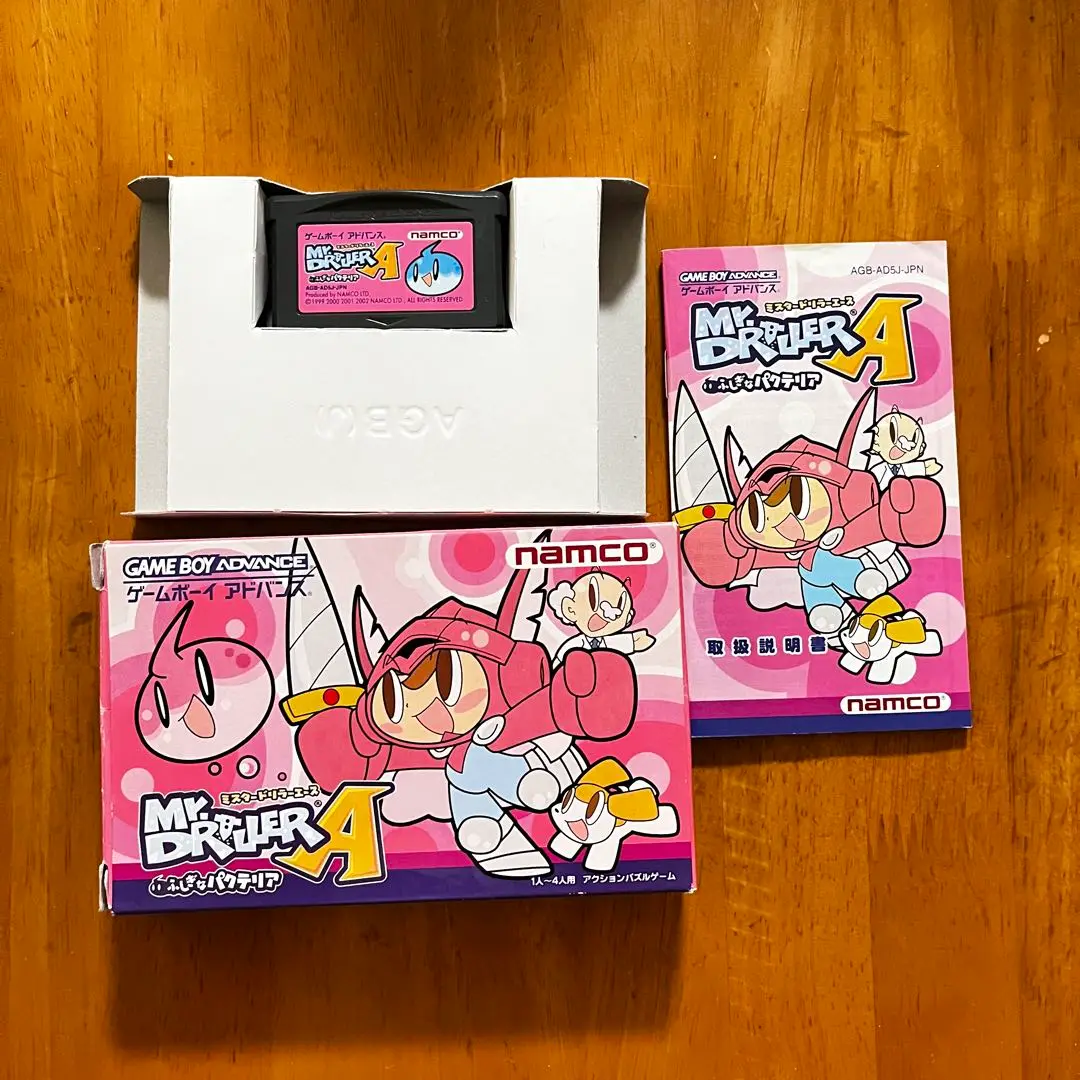 ゲームボーイ アドバンス®
namco®
ミスタードリラーエース
Mr. DRILLER® A
ふしぎなパクテリア
AGB-AD5J-JPN
Produced by NAMCO LTD.
© 1999 2000 2001 2002 NAMCO LTD., ALL RIGHTS RESERVED.
AGB
GAME BOY ADVANCE
AGB-AD5J-JPN
ゲームボーイ アドバンス
ミスタードリラーエース
Mr. DRILLER® A
ふしぎなパクテリア
取扱説明書
namco®
GAME BOY ADVANCE
ゲームボーイ アドバンス®
namco®
ミスタードリラーエース
Mr. DRILLER® A
ふしぎなパクテリア
1人～4人用 アクションパズルゲーム